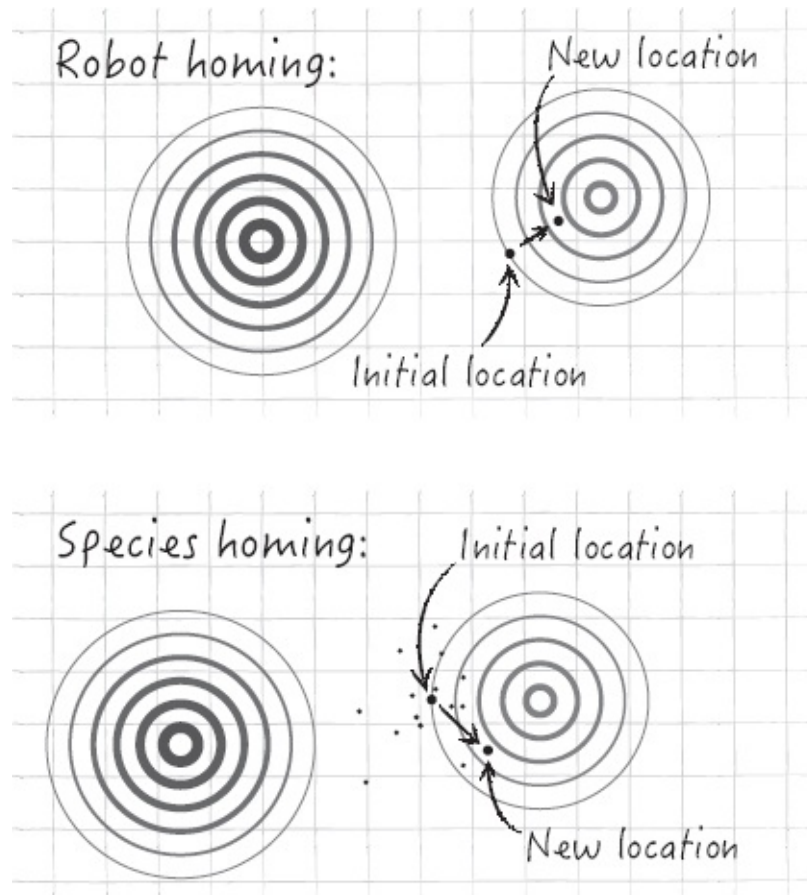 Robot homing:
New location
Initial location
Species homing:
Initial location
New location